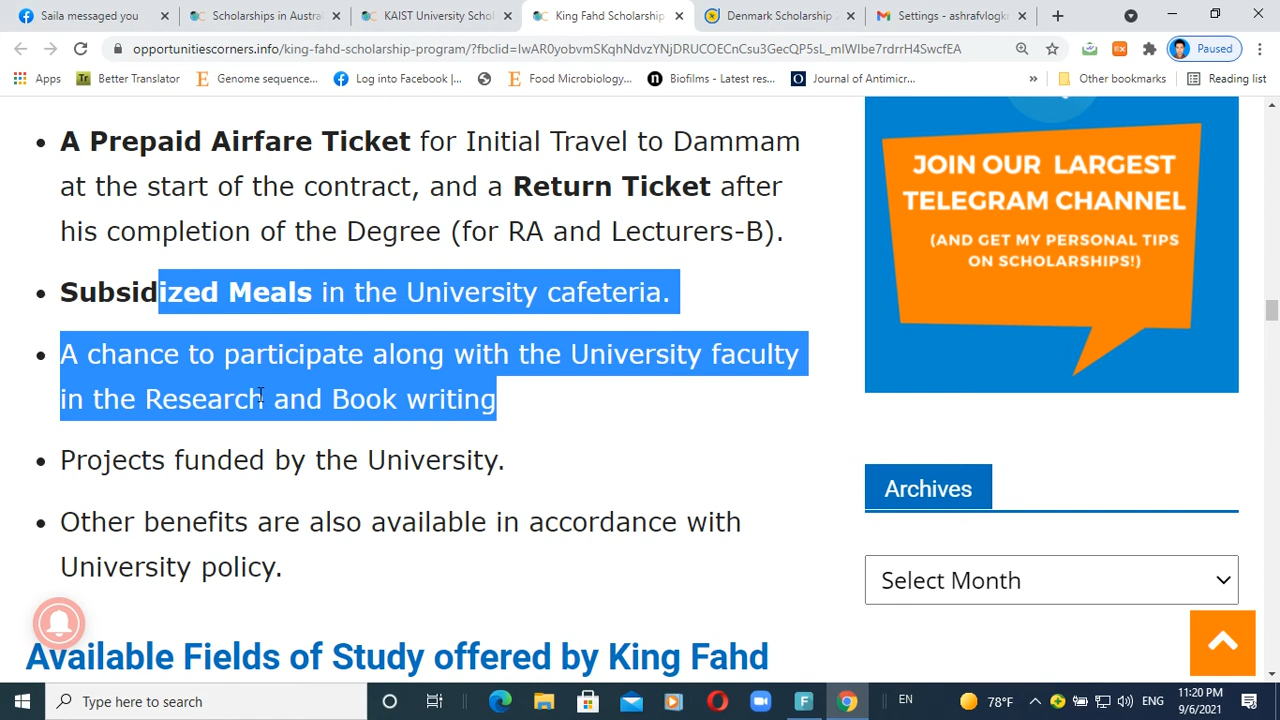 Saila messaged you
Scholarships in Austra
KAIST University Scho
King Fahd Scholarship
Denmark Scholarship
Settings - ashrafvlogk
opportunitiescorners.info/king-fahd-scholarship-program/?fbclid=IwAR0yobvmSKqhNdvzYNjDRUCOECnCsu3GecQP5sL_mIWIbe7rdrrH4SwcfEA
Paused
Apps
Better Translator
Genome sequence...
Log into Facebook |...
Food Microbiology,...
Biofilms - Latest res...
Journal of Antimicr...
»
Other bookmarks
Reading list
• A Prepaid Airfare Ticket for Initial Travel to Dammam
at the start of the contract, and a Return Ticket after
his completion of the Degree (for RA and Lecturers-B).
• Subsidized Meals in the University cafeteria.
• A chance to participate along with the University faculty
in the Research and Book writing
• Projects funded by the University.
• Other benefits are also available in accordance with
University policy.
Available Fields of Study offered by King Fahd
JOIN OUR LARGEST
TELEGRAM CHANNEL
(AND GET MY PERSONAL TIPS
ON SCHOLARSHIPS!)
Archives
Select Month
Type here to search
EN
78°F
ENG
11:20 PM
9/6/2021